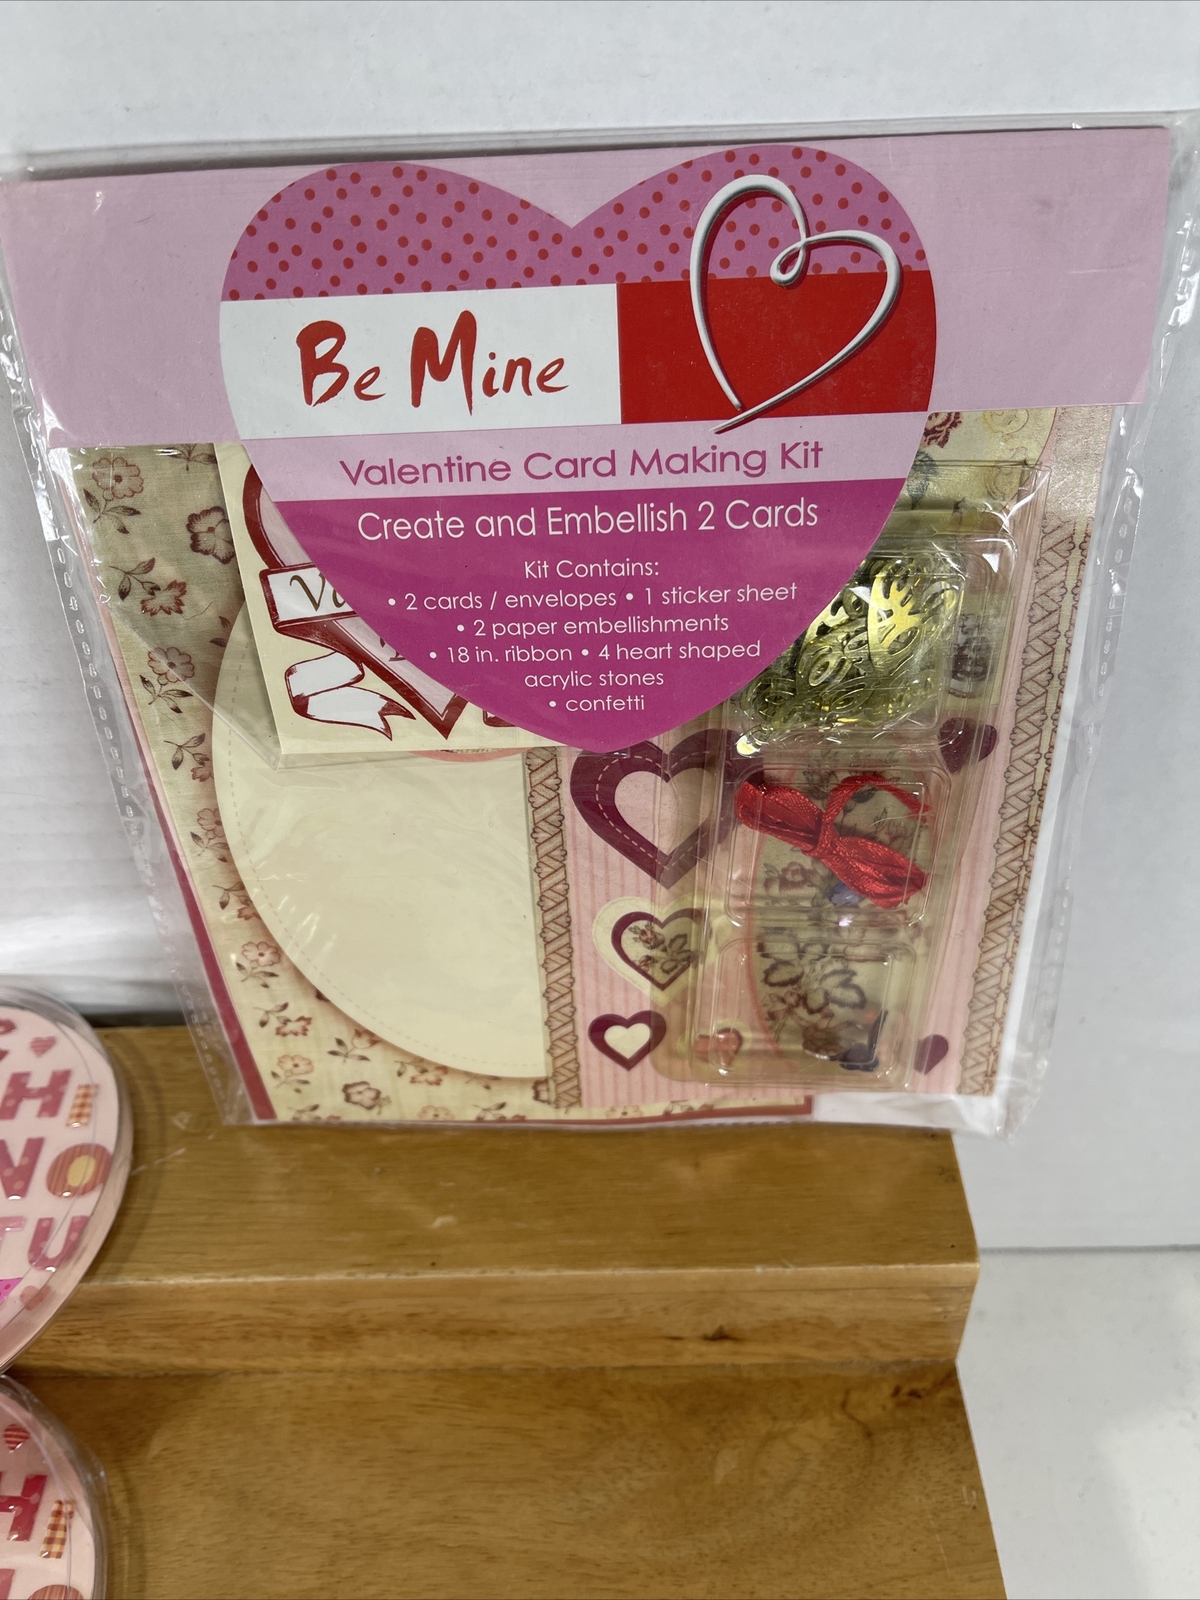 Be Mine
Valentine Card Making Kit
Create and Embellish 2 Cards
Kit Contains:
• 2 cards / envelopes • 1 sticker sheet
• 2 paper embellishments
• 18 in. ribbon • 4 heart shaped
acrylic stones
• confetti
H I
N O
T U
H I